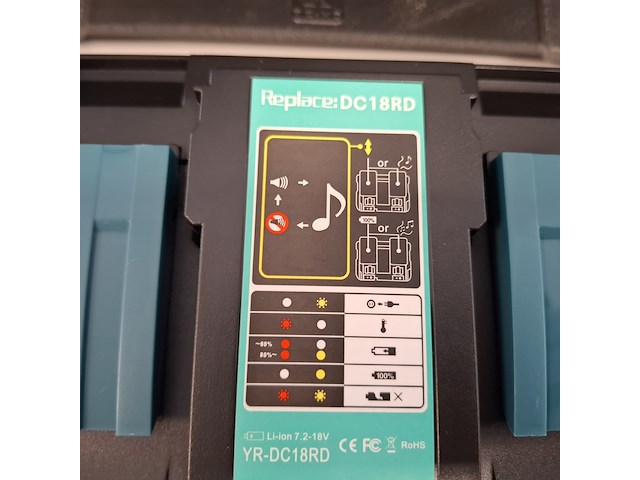 Replace: DC18RD
or
100%
or
~80%
80%~
100%
Li-ion 7.2-18V
YR-DC18RD
CE FC RoHS